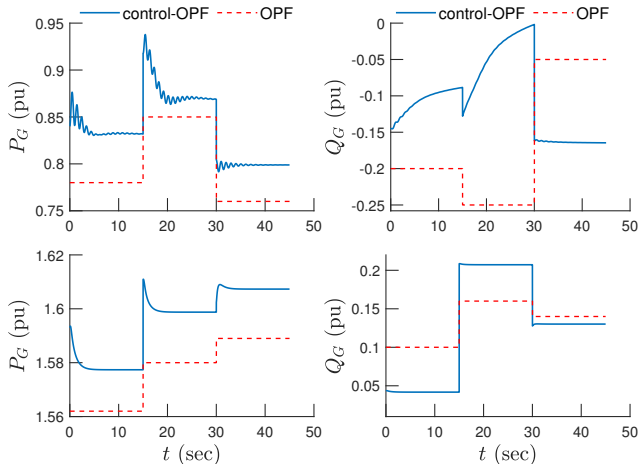 control-OPF OPF control-OPF OPF
0.95
0.9
0.85
0.8
0.75
P_G (pu)
0 10 20 30 40 50
0
-0.05
-0.1
-0.15
-0.2
-0.25
Q_G (pu)
0 10 20 30 40 50
1.62
1.6
1.58
1.56
P_G (pu)
0 10 20 30 40 50
t (sec)
0.2
0.15
0.1
0.05
Q_G (pu)
0 10 20 30 40 50
t (sec)